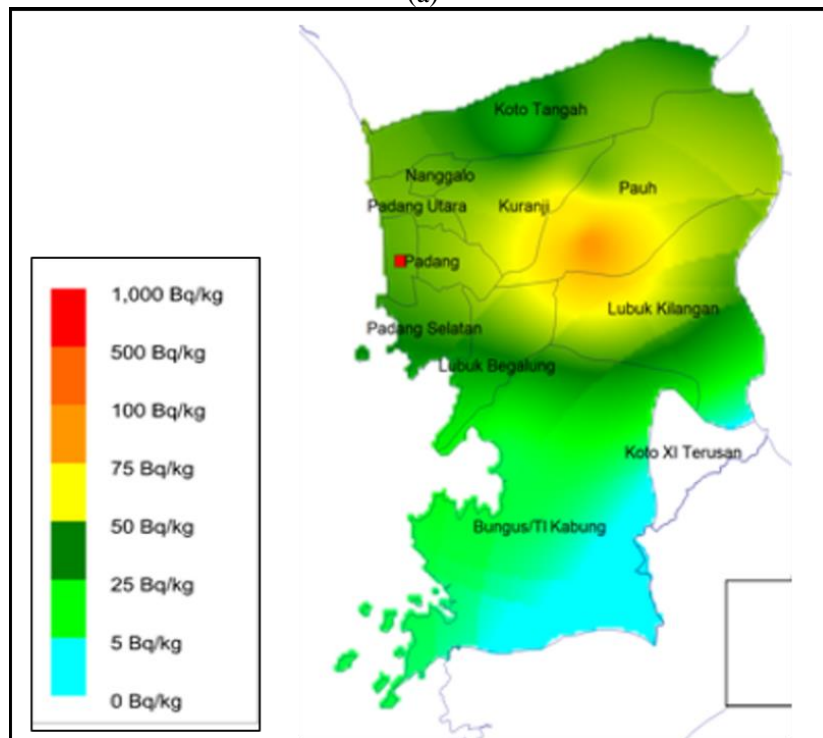 (a)
Koto Tangah
Nanggalo
Pauh
Padang Utara
Kuranji
Padang
1,000 Bq/kg
Lubuk Kilangan
Padang Selatan
500 Bq/kg
Lubuk Begalung
100 Bq/kg
Koto XI Terusan
75 Bq/kg
50 Bq/kg
Bungus/Tl Kabung
25 Bq/kg
5 Bq/kg
0 Bq/kg